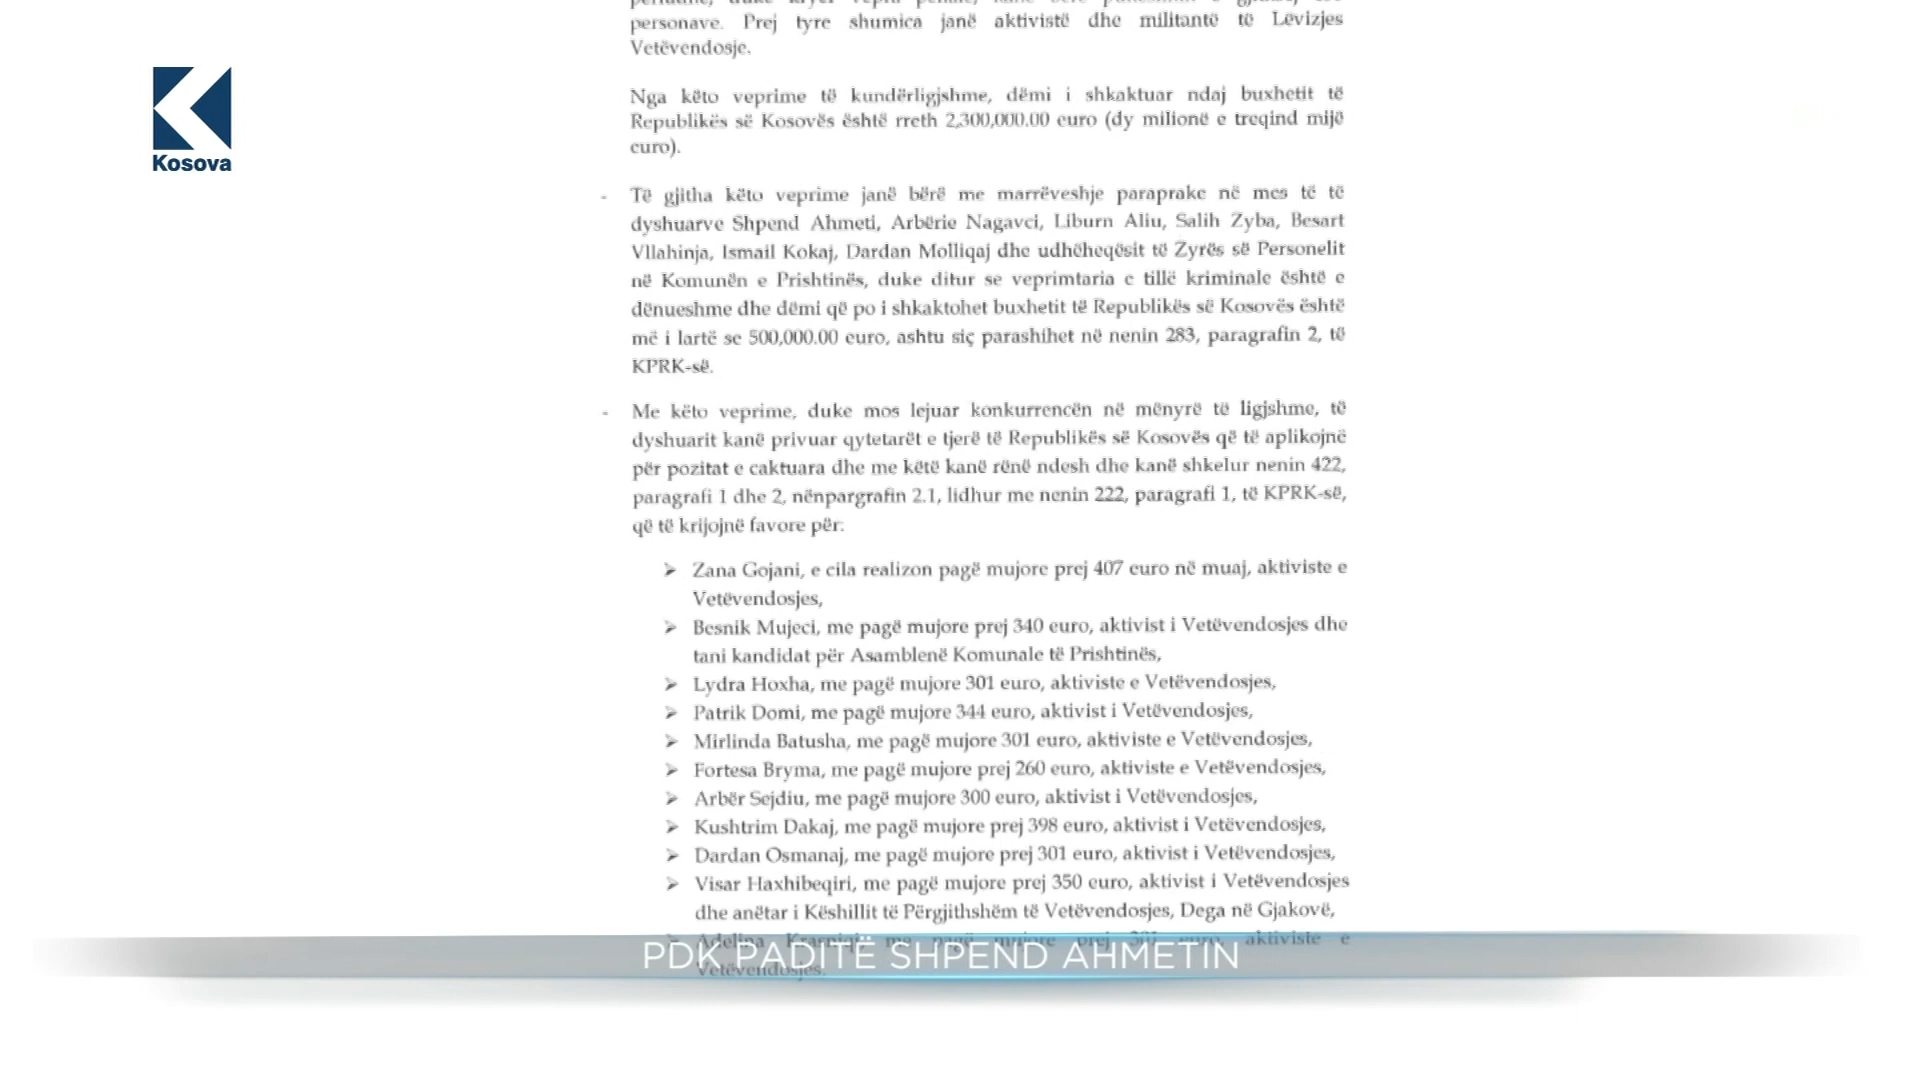 personave. Prej tyre shumica janë aktivistë dhe militantë të Lëvizjes
Vetëvendosje.
Nga këto veprime të kundërligjshme, dëmi i shkaktuar ndaj buxhetit të
Republikës së Kosovës është rreth 2,300,000.00 euro (dy milionë e treqind mijë
euro).
- Të gjitha këto veprime janë bërë me marrëveshje paraprake në mes të të
dyshuarve Shpend Ahmeti, Arbërie Nagavci, Liburn Aliu, Salih Zyba, Besart
Vllahinja, Ismail Kokaj, Dardan Molliqaj dhe udhëheqësit të Zyrës së Personelit
në Komunën e Prishtinës, duke ditur se veprimtaria e tillë kriminale është e
dënueshme dhe dëmi që po i shkaktohet buxhetit të Republikës së Kosovës është
më i lartë se 500,000.00 euro, ashtu siç parashihet në nenin 283, paragrafin 2, të
KPRK-së.
- Me këto veprime, duke mos lejuar konkurrencën në mënyrë të ligjshme, të
dyshuarit kanë privuar qytetarët e tjerë të Republikës së Kosovës që të aplikojnë
për pozitat e caktuara dhe me këtë kanë rënë ndesh dhe kanë shkelur nenin 422,
paragrafi 1 dhe 2, nënpargrafin 2.1, lidhur me nenin 222, paragrafi 1, të KPRK-së,
që të krijojnë favore për:
➢ Zana Gojani, e cila realizon pagë mujore prej 407 euro në muaj, aktiviste e
Vetëvendosjes,
➢ Besnik Mujeci, me pagë mujore prej 340 euro, aktivist i Vetëvendosjes dhe
tani kandidat për Asamblenë Komunale të Prishtinës,
➢ Lydra Hoxha, me pagë mujore 301 euro, aktiviste e Vetëvendosjes,
➢ Patrik Domi, me pagë mujore 344 euro, aktivist i Vetëvendosjes,
➢ Mirlinda Batusha, me pagë mujore 301 euro, aktiviste e Vetëvendosjes,
➢ Fortesa Bryma, me pagë mujore prej 260 euro, aktiviste e Vetëvendosjes,
➢ Arbër Sejdiu, me pagë mujore 300 euro, aktivist i Vetëvendosjes,
➢ Kushtrim Dakaj, me pagë mujore prej 398 euro, aktivist i Vetëvendosjes,
➢ Dardan Osmanaj, me pagë mujore prej 301 euro, aktivist i Vetëvendosjes,
➢ Visar Haxhibeqiri, me pagë mujore prej 350 euro, aktivist i Vetëvendosjes
dhe anëtar i Këshillit të Përgjithshëm të Vetëvendosjes, Dega në Gjakovë,
➢ Adelina Krasniqi, me pagë mujore prej euro, aktiviste e
Vetëvendosjes.
Kosova
PDK PADITË SHPEND AHMETIN